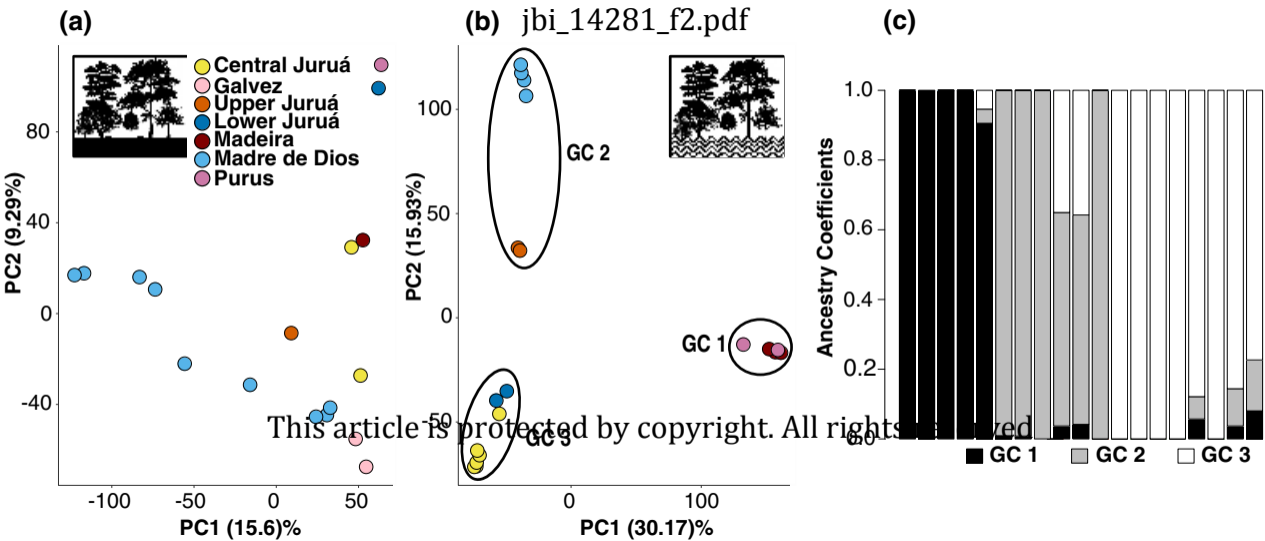 (a)
(b) jbi_14281_f2.pdf
(c)
Central Juruá
Galvez
Upper Juruá
Lower Juruá
Madeira
Madre de Dios
Purus
80
40
0
-40
PC2 (9.29%)
-100 -50 0 50
PC1 (15.6)%
100
50
0
-50
PC2 (15.93%)
GC 2
GC 1
GC 3
0 100
PC1 (30.17)%
1.0
0.8
0.6
0.4
0.2
0.0
Ancestry Coefficients
GC 1 GC 2 GC 3
This article is protected by copyright. All rights reserved